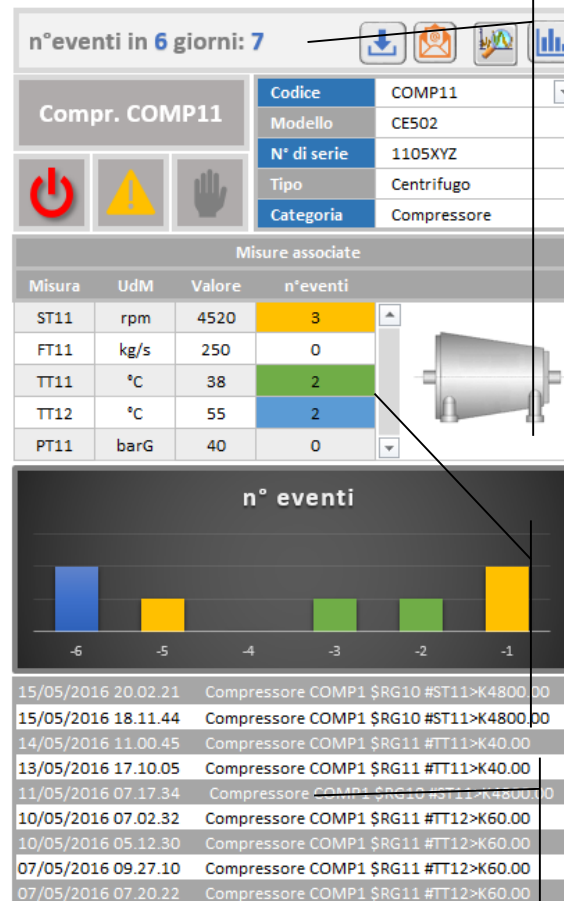 n°eventi in 6 giorni: 7
Compr. COMP11
Codice COMP11
Modello CE502
N° di serie 1105XYZ
Tipo Centrifugo
Categoria Compressore
Misure associate
Misura UdM Valore n°eventi
ST11 rpm 4520 3
FT11 kg/s 250 0
TT11 °C 38 2
TT12 °C 55 2
PT11 barG 40 0
n° eventi
-6 -5 -4 -3 -2 -1
15/05/2016 20.02.21 Compressore COMP1 $RG10 #ST11>K4800.00
15/05/2016 18.11.44 Compressore COMP1 $RG10 #ST11>K4800.00
14/05/2016 11.00.45 Compressore COMP1 $RG11 #TT11>K40.00
13/05/2016 17.10.05 Compressore COMP1 $RG11 #TT11>K40.00
11/05/2016 07.17.34 Compressore COMP1 $RG10 #ST11>K4800.00
10/05/2016 07.02.32 Compressore COMP1 $RG11 #TT12>K60.00
10/05/2016 05.12.30 Compressore COMP1 $RG11 #TT12>K60.00
07/05/2016 09.27.10 Compressore COMP1 $RG11 #TT12>K60.00
07/05/2016 07.20.22 Compressore COMP1 $RG11 #TT12>K60.00